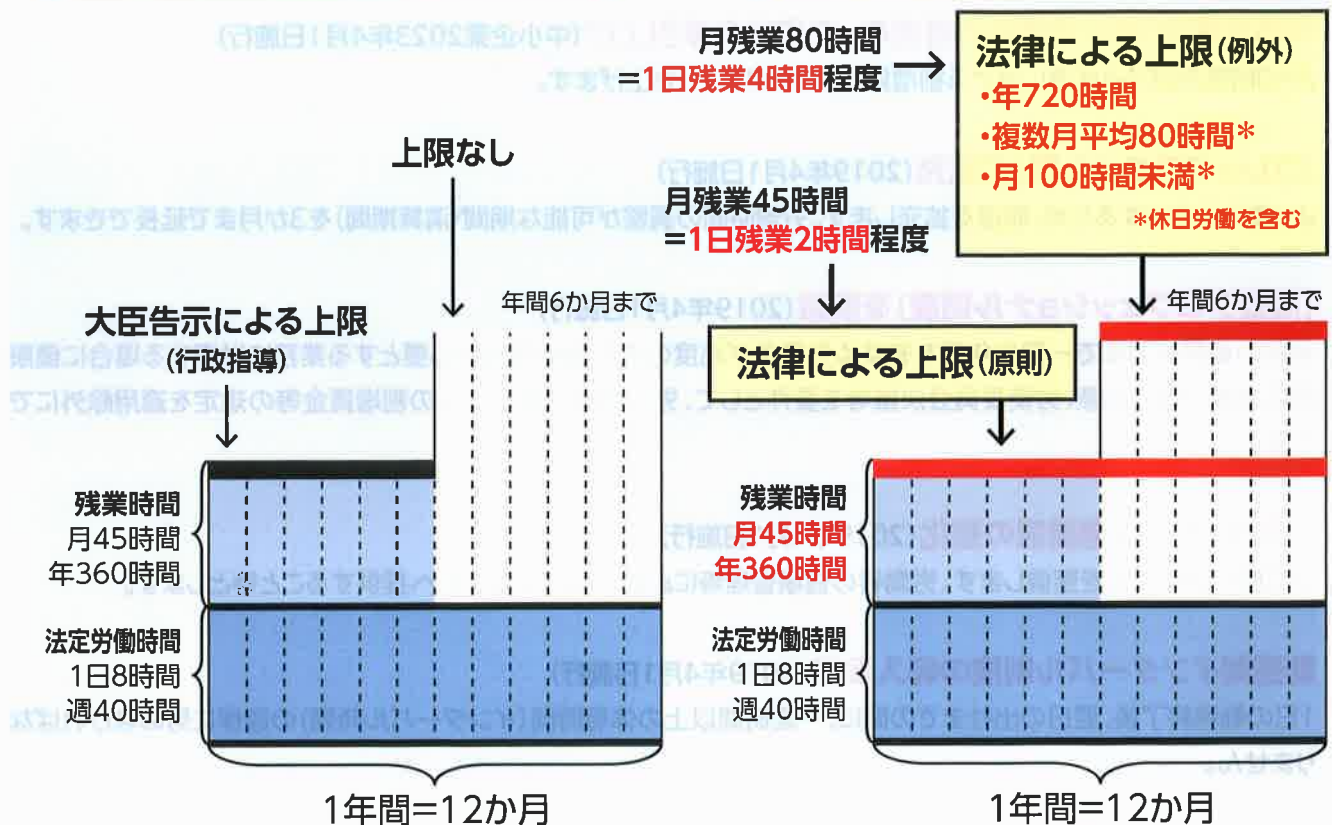 月残業80時間
=1日残業4時間程度
法律による上限(例外)
・年720時間
・複数月平均80時間*
・月100時間未満*
*休日労働を含む
上限なし
月残業45時間
=1日残業2時間程度
大臣告示による上限
(行政指導)
年間6か月まで
法律による上限(原則)
年間6か月まで
残業時間
月45時間
年360時間
法定労働時間
1日8時間
週40時間
1年間=12か月
残業時間
月45時間
年360時間
法定労働時間
1日8時間
週40時間
1年間=12か月